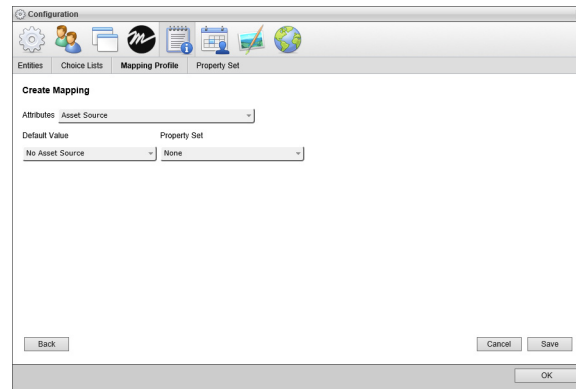 Configuration
Entities Choice Lists Mapping Profile Property Set
Create Mapping
Attributes Asset Source
Default Value Property Set
No Asset Source None
Back Cancel Save
OK